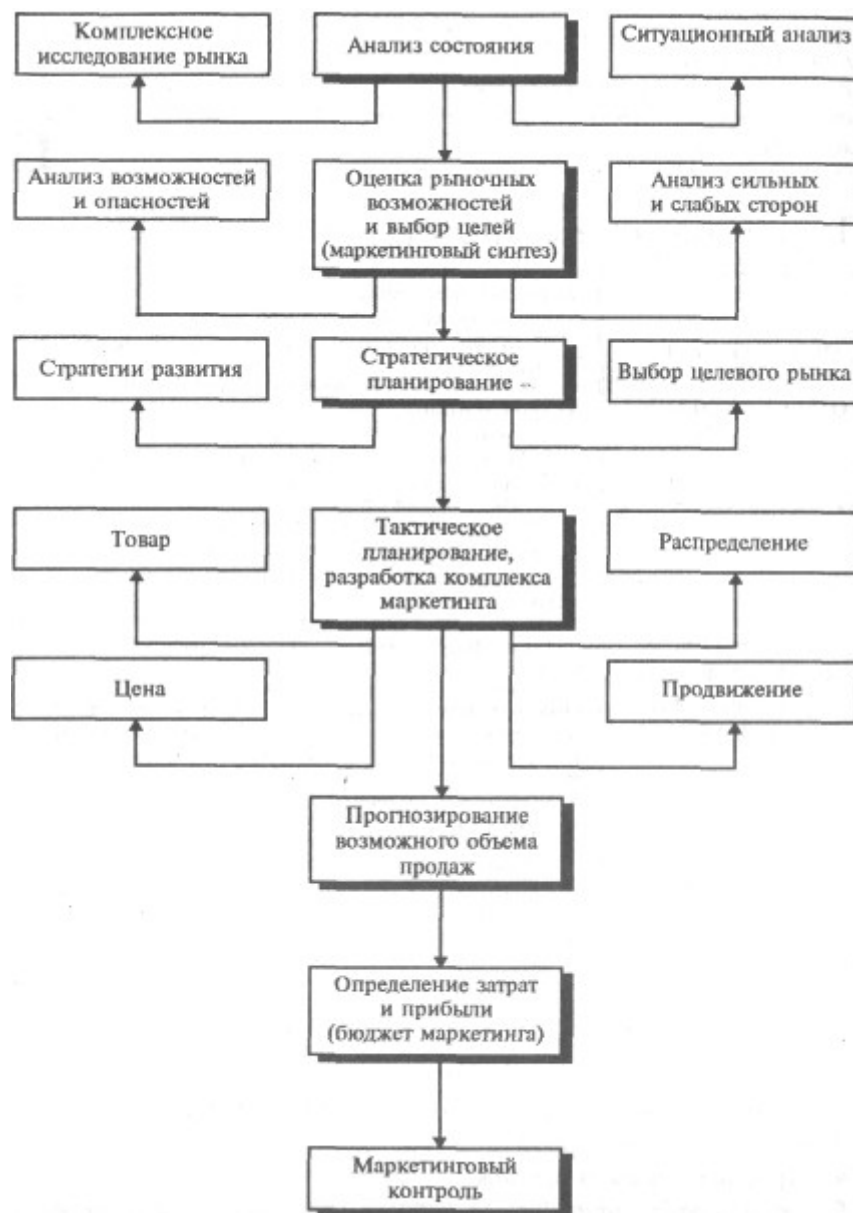 Комплексное
исследование рынка
Анализ состояния
Ситуационный анализ
Анализ возможностей
и опасностей
Оценка рыночных
возможностей
и выбор целей
(маркетинговый синтез)
Анализ сильных
и слабых сторон
Стратегии развития
Стратегическое
планирование
Выбор целевого рынка
Товар
Тактическое
планирование,
разработка комплекса
маркетинга
Распределение
Цена
Продвижение
Прогнозирование
возможного объема
продаж
Определение затрат
и прибыли
(бюджет маркетинга)
Маркетинговый
контроль